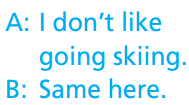 A: I don't like
going skiing.
B: Same here.